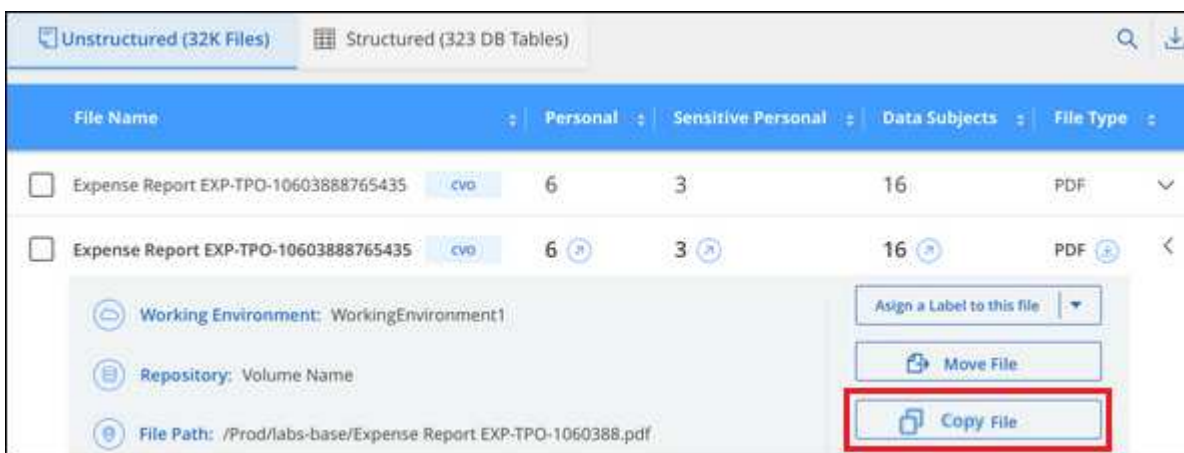 Unstructured (32K Files) Structured (323 DB Tables)
File Name Personal Sensitive Personal Data Subjects File Type
Expense Report EXP-TPO-10603888765435 CVO 6 3 16 PDF
Expense Report EXP-TPO-10603888765435 CVO 6 3 16 PDF
Working Environment: WorkingEnvironment1 Asign a Label to this file
Move File
Repository: Volume Name
Copy File
File Path: /Prod/labs-base/Expense Report EXP-TPO-1060388.pdf